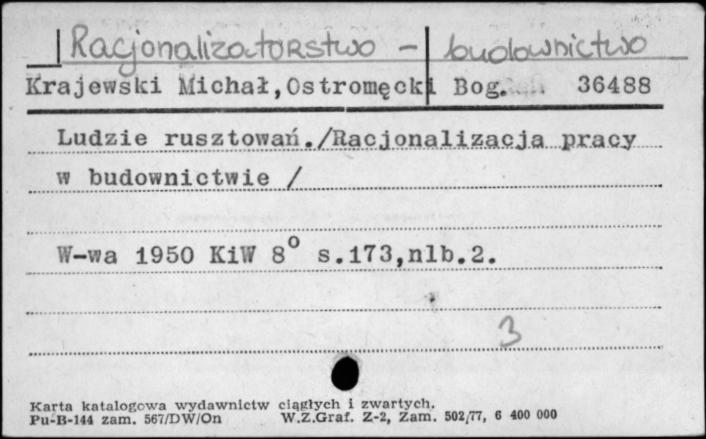 Racjonalizatorstwo - budownictwo
Krajewski Michał,Ostromęcki Bog. 36488
Ludzie rusztowań./Racjonalizacja pracy
w budownictwie /
W-wa 1950 KiW 8° s.173,nlb.2.
3
Karta katalogowa wydawnictw ciągłych i zwartych.
Pu-B-144 zam. 567/DW/On W.Z.Graf. Z-2, Zam. 502/77, 6 400 000